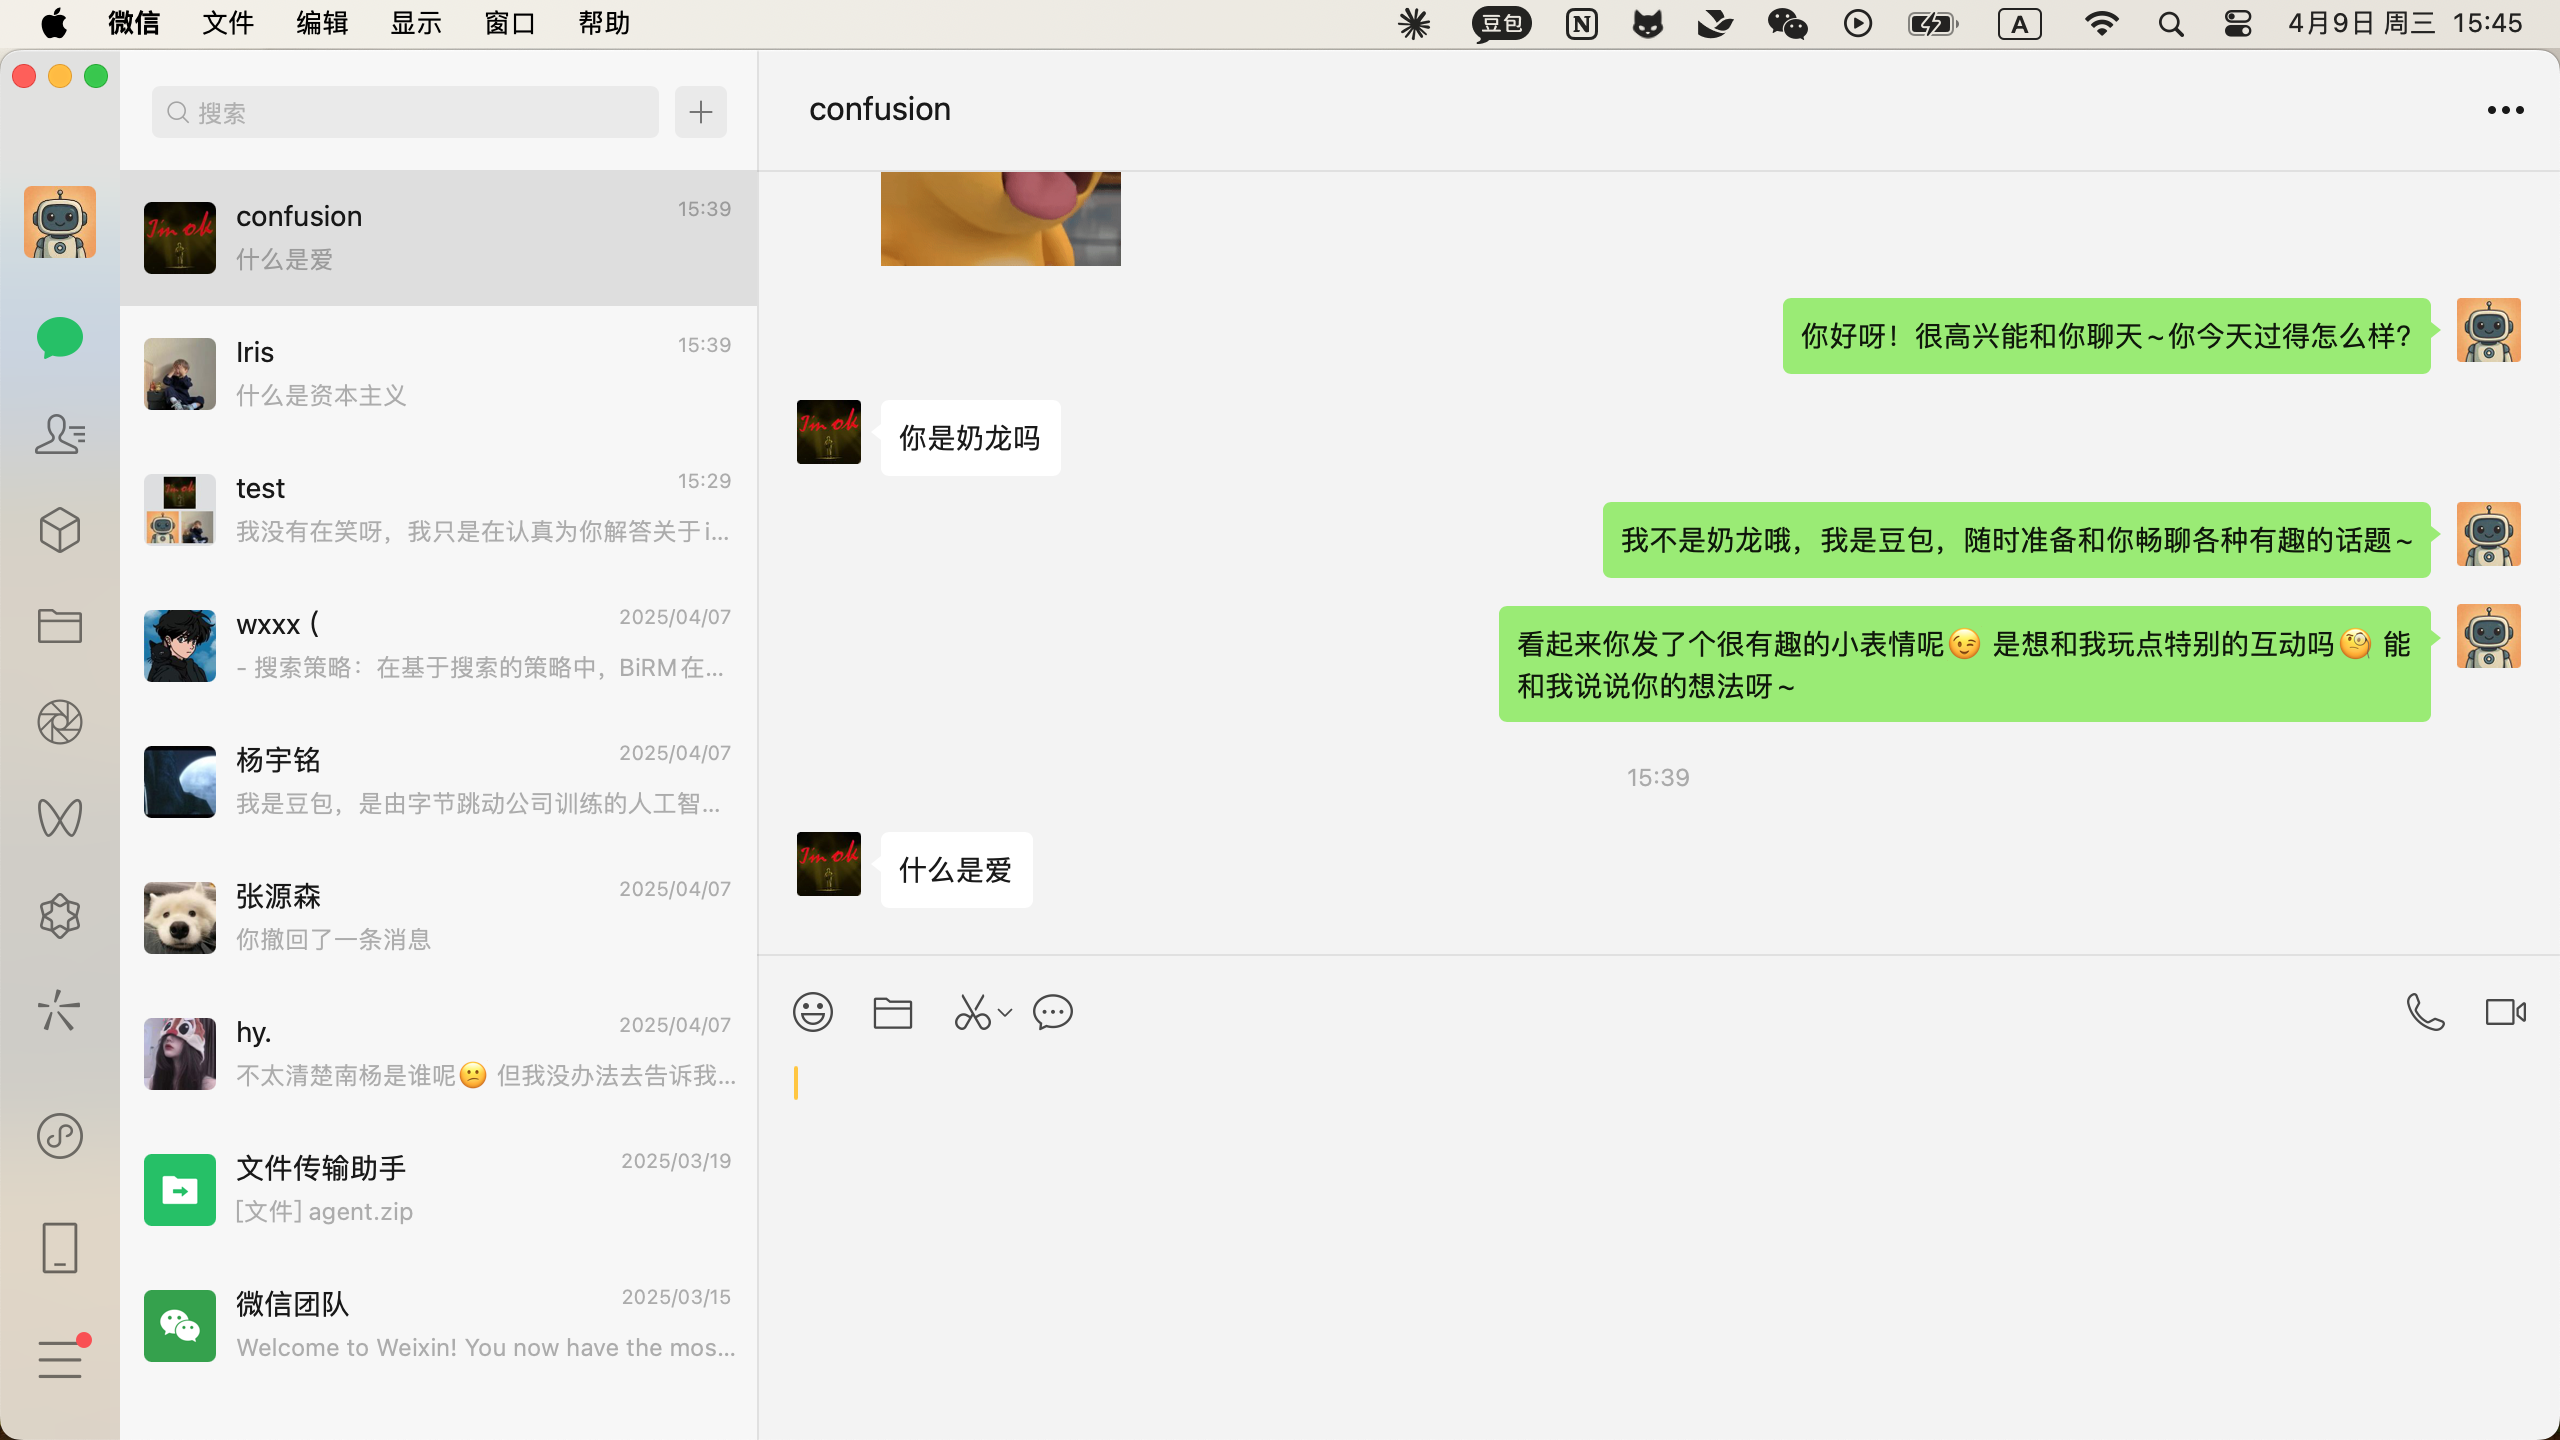 微信 文件 编辑 显示 窗口 帮助
豆包 N A 4月9日 周三 15:45
搜索
confusion 15:39
什么是爱
Iris 15:39
什么是资本主义
test 15:29
我没有在笑呀，我只是在认真为你解答关于i...
wxxx (  2025/04/07
- 搜索策略：在基于搜索的策略中，BiRM在...
杨宇铭 2025/04/07
我是豆包，是由字节跳动公司训练的人工智...
张源森 2025/04/07
你撤回了一条消息
hy. 2025/04/07
不太清楚南杨是谁呢😕 但我没办法去告诉我...
文件传输助手 2025/03/19
[文件] agent.zip
微信团队 2025/03/15
Welcome to Weixin! You now have the mos...
confusion
你好呀！很高兴能和你聊天~你今天过得怎么样？
Im ok
你是奶龙吗
我不是奶龙哦，我是豆包，随时准备和你畅聊各种有趣的话题~
看起来你发了个很有趣的小表情呢😉 是想和我玩点特别的互动吗🧐 能
和我说说你的想法呀~
15:39
Im ok
什么是爱